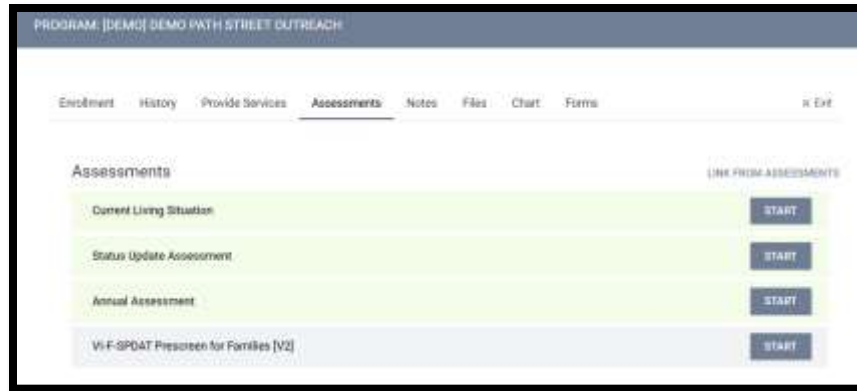 PROGRAM: [DEMO] DEMO PATH STREET OUTREACH
Enrollment History Provide Services Assessments Notes Files Chart Forms × Exit
Assessments LINK FROM ASSESSMENTS
Current Living Situation START
Status Update Assessment START
Annual Assessment START
VI-F-SPDAT Prescreen for Families [V2] START